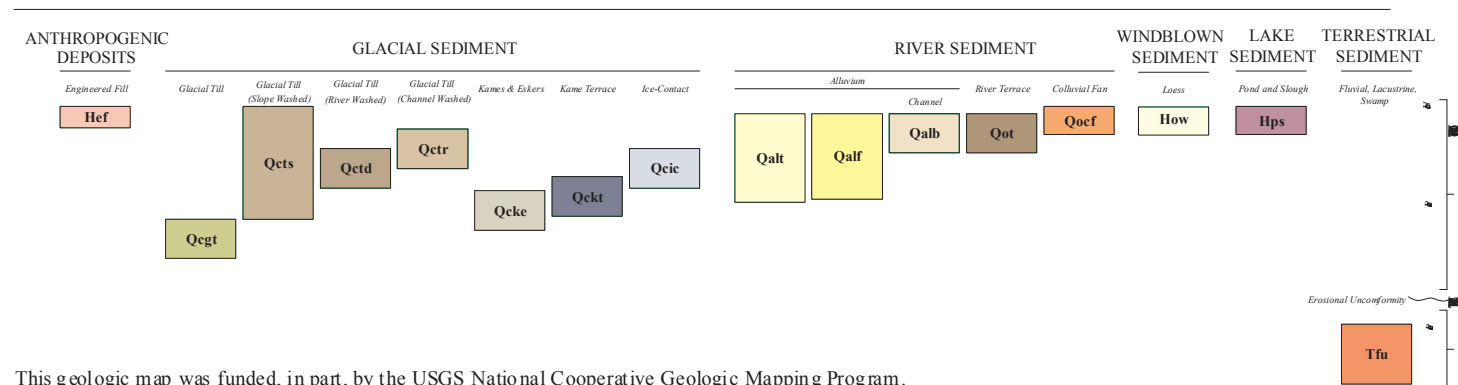 ANTHROPOGENIC
DEPOSITS
GLACIAL SEDIMENT
RIVER SEDIMENT
WINDBLOWN
SEDIMENT
LAKE
SEDIMENT
TERRESTRIAL
SEDIMENT
Engineered Fill
Glacial Till
Glacial Till
(Slope Washed)
Glacial Till
(River Washed)
Glacial Till
(Channel Washed)
Kames & Eskers
Kame Terrace
Ice-Contact
Alluvium
Channel
River Terrace
Colluvial Fan
Loess
Pond and Slough
Fluvial, Lacustrine,
Swamp
Hef
Qcgt
Qcts
Qctd
Qctr
Qcke
Qckt
Qcic
Qalt
Qalf
Qalb
Qot
Qocf
How
Hps
Erosional Unconformity
Tfu
This geologic map was funded, in part, by the USGS National Cooperative Geologic Mapping Program.